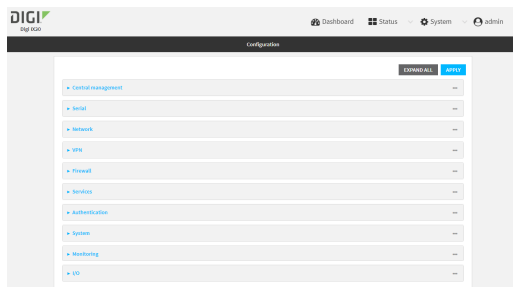 DIGI
Digi IX20
Dashboard
Status
System
admin
Configuration
EXPAND ALL
APPLY
Central management
Serial
Network
VPN
Firewall
Services
Authentication
System
Monitoring
I/O